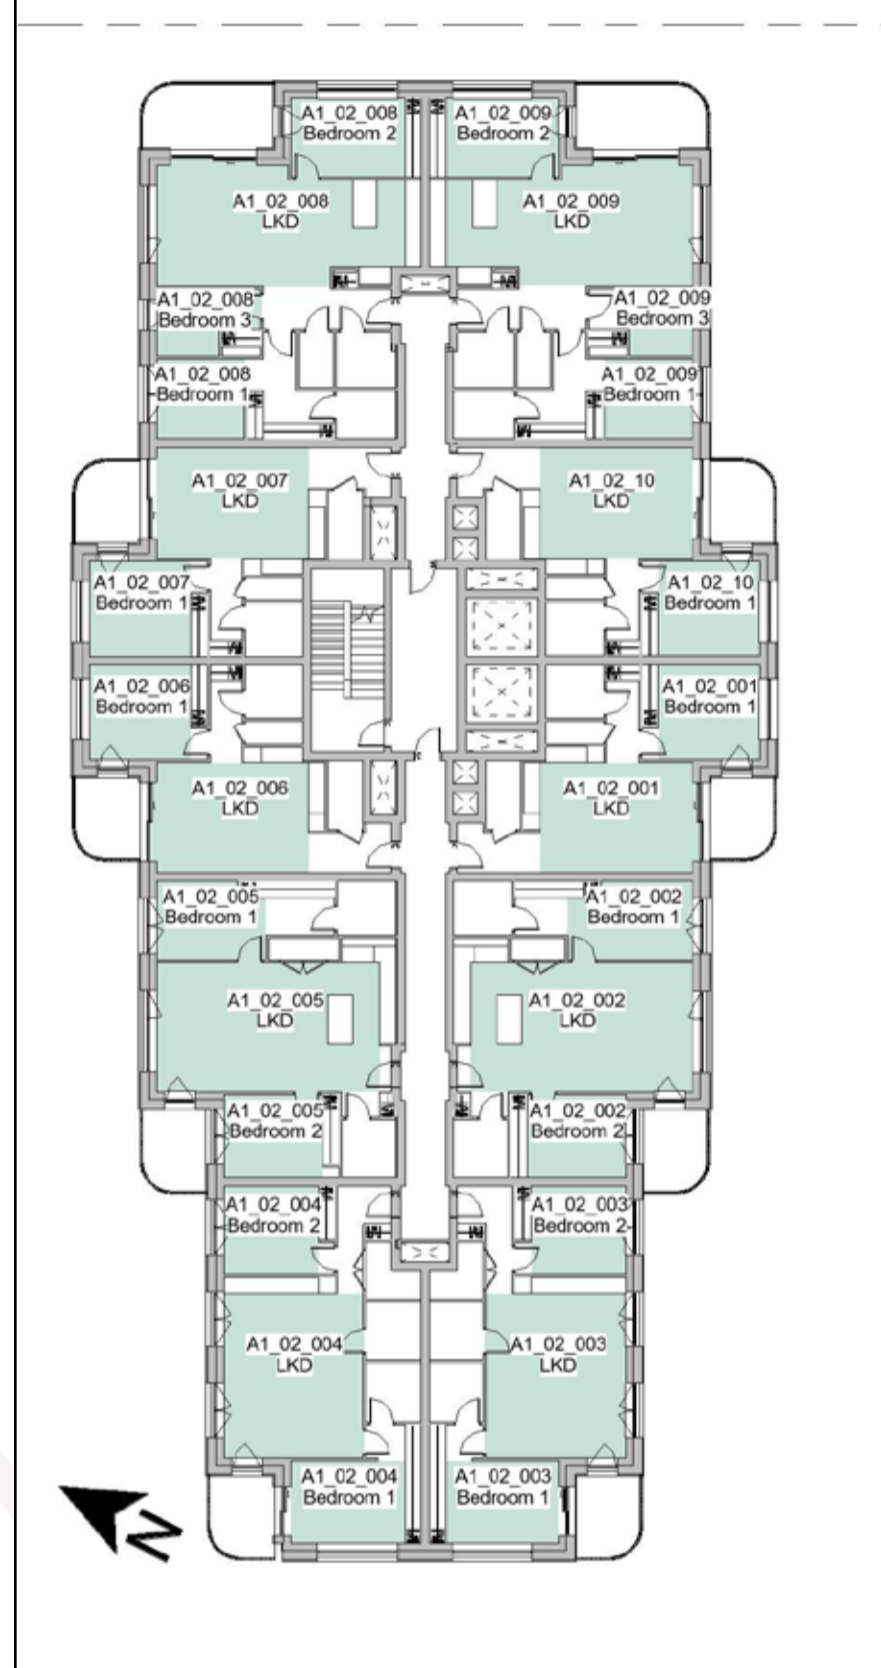 A1_02_008
Bedroom 2
A1_02_009
Bedroom 2
A1_02_008
LKD
A1_02_009
LKD
A1_02_008
Bedroom 3
A1_02_009
Bedroom 3
A1_02_008
Bedroom 1
A1_02_009
Bedroom 1
A1_02_007
LKD
A1_02_10
LKD
A1_02_007
Bedroom 1
A1_02_10
Bedroom 1
A1_02_006
Bedroom 1
A1_02_001
Bedroom 1
A1_02_006
LKD
A1_02_001
LKD
A1_02_005
Bedroom 1
A1_02_002
Bedroom 1
A1_02_005
LKD
A1_02_002
LKD
A1_02_005
Bedroom 2
A1_02_002
Bedroom 2
A1_02_004
Bedroom 2
A1_02_003
Bedroom 2
A1_02_004
LKD
A1_02_003
LKD
A1_02_004
Bedroom 1
A1_02_003
Bedroom 1
N